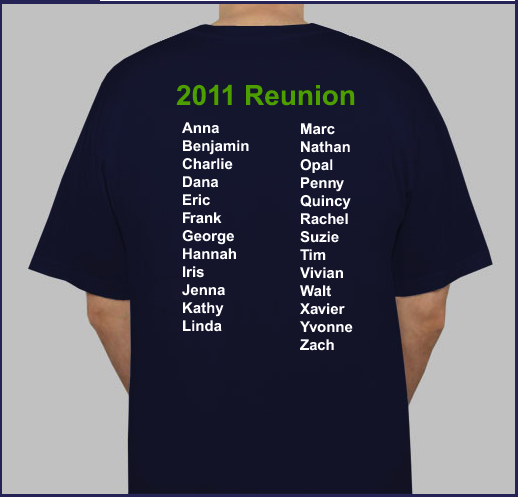 2011 Reunion
Anna
Benjamin
Charlie
Dana
Eric
Frank
George
Hannah
Iris
Jenna
Kathy
Linda
Marc
Nathan
Opal
Penny
Quincy
Rachel
Suzie
Tim
Vivian
Walt
Xavier
Yvonne
Zach